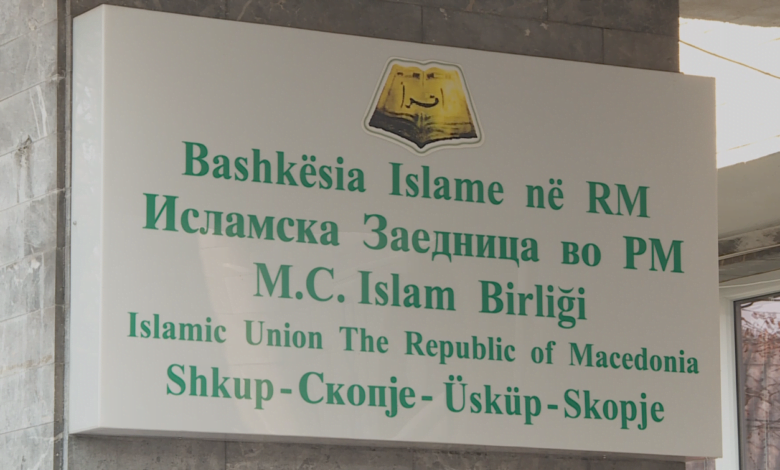 اقرأ
Bashkësia Islame në RM
Исламска Заедница во РМ
M.C. Islam Birliği
Islamic Union The Republic of Macedonia
Shkup - Скопје - Üsküp - Skopje